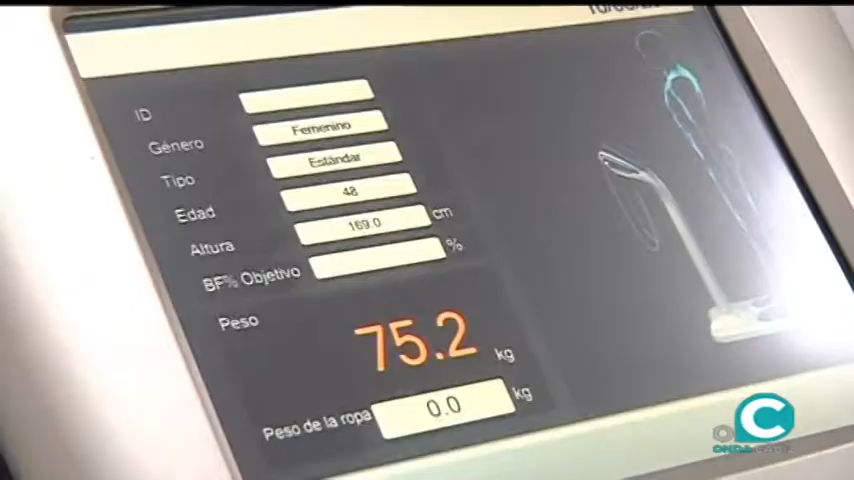 ID
Género Femenino
Tipo Estándar
Edad 48
Altura 169.0 cm
BF% Objetivo %
Peso
75.2 kg
Peso de la ropa 0.0 kg
ONDACADIZ